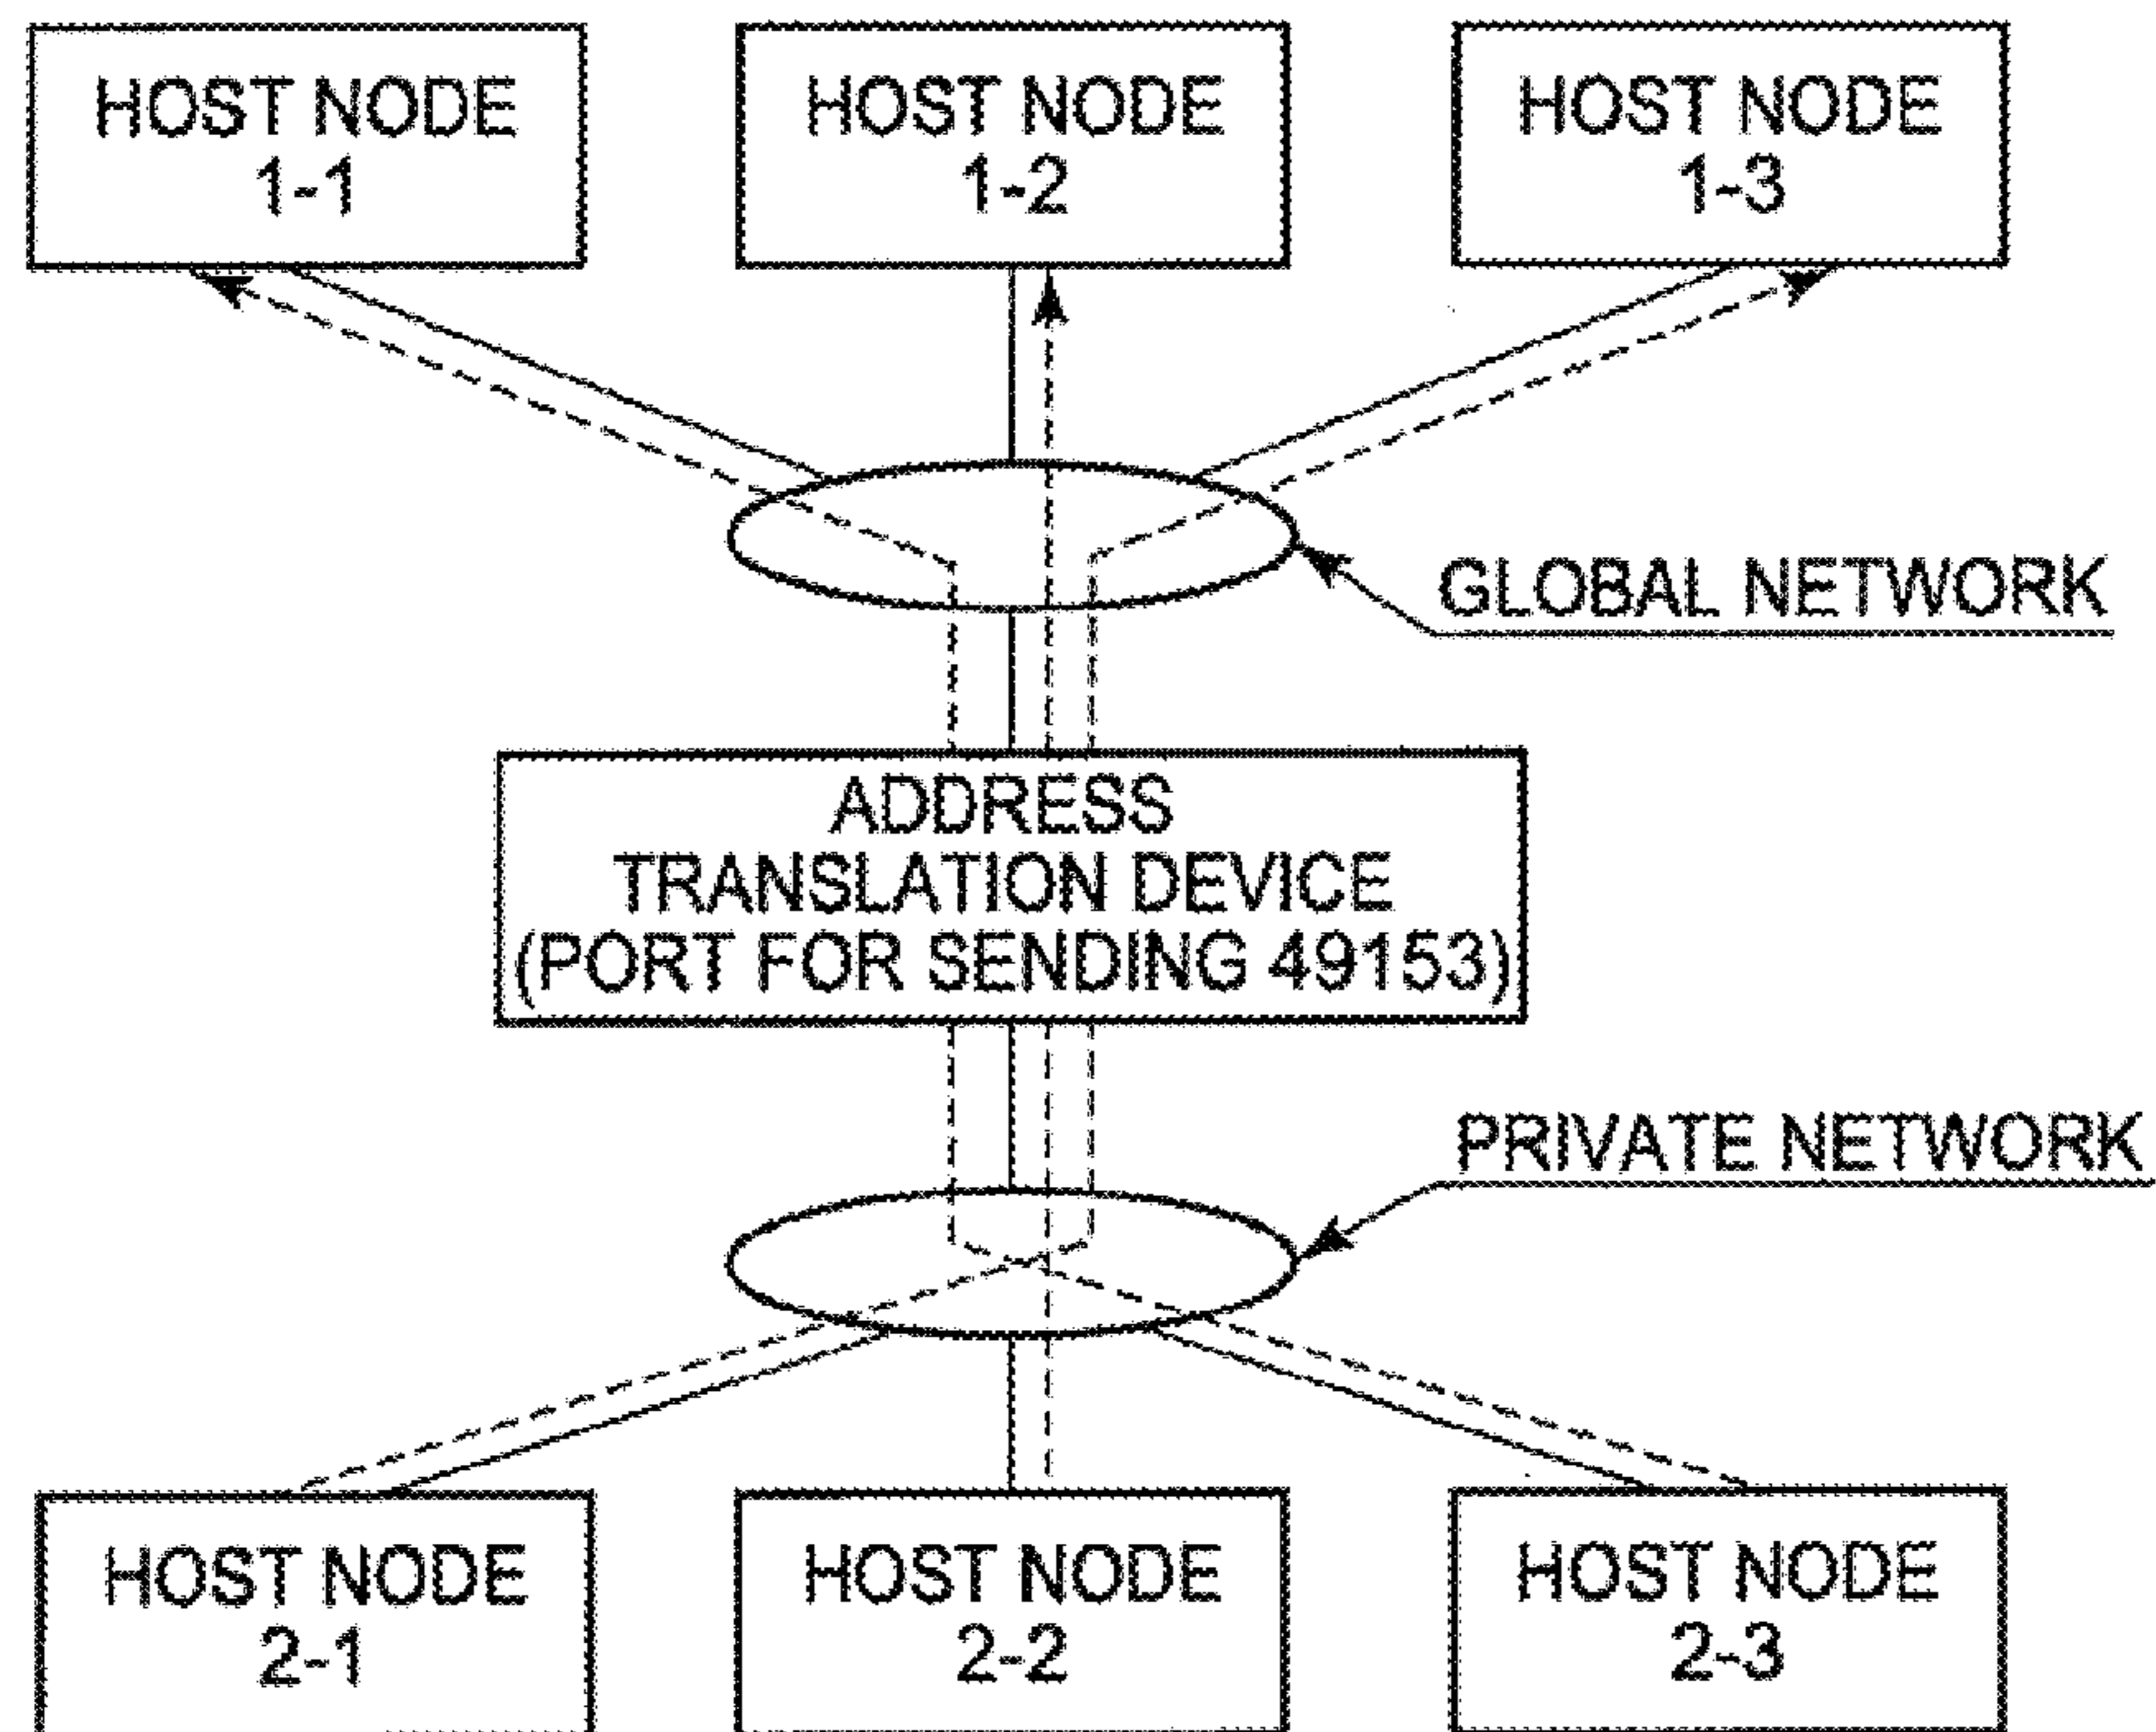 HOST NODE
1-1
HOST NODE
1-2
HOST NODE
1-3
GLOBAL NETWORK
ADDRESS
TRANSLATION DEVICE
(PORT FOR SENDING 49153)
PRIVATE NETWORK
HOST NODE
2-1
HOST NODE
2-2
HOST NODE
2-3